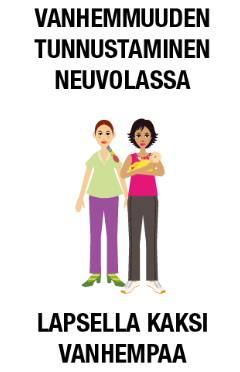 VANHEMMUUDEN
TUNNUSTAMINEN
NEUVOLASSA
LAPSELLA KAKSI
VANHEMPAA